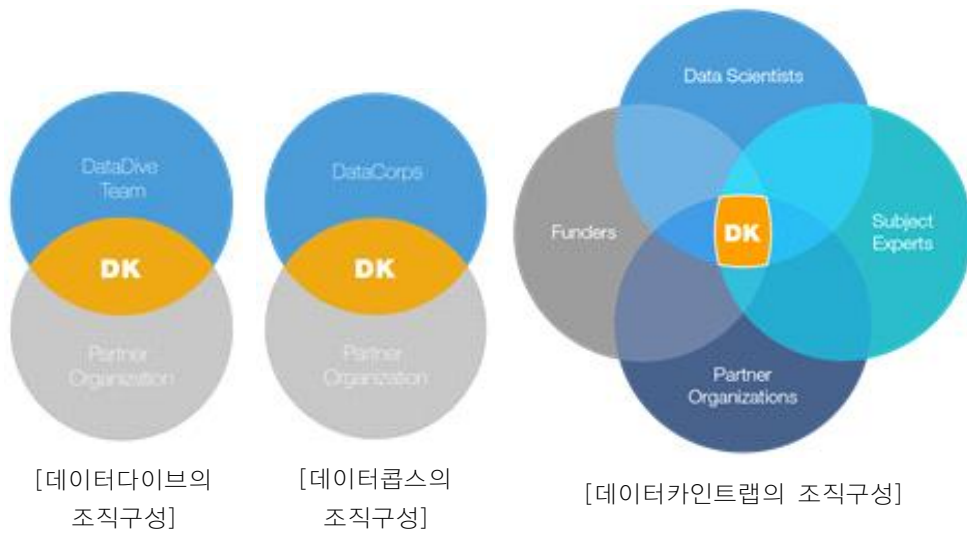 DataDive
Team
DK
Partner
Organization
[데이터다이브의
조직구성]
DataCorps
DK
Partner
Organization
[데이터콥스의
조직구성]
Data Scientists
Funders
DK
Subject
Experts
Partner
Organizations
[데이터카인트랩의 조직구성]